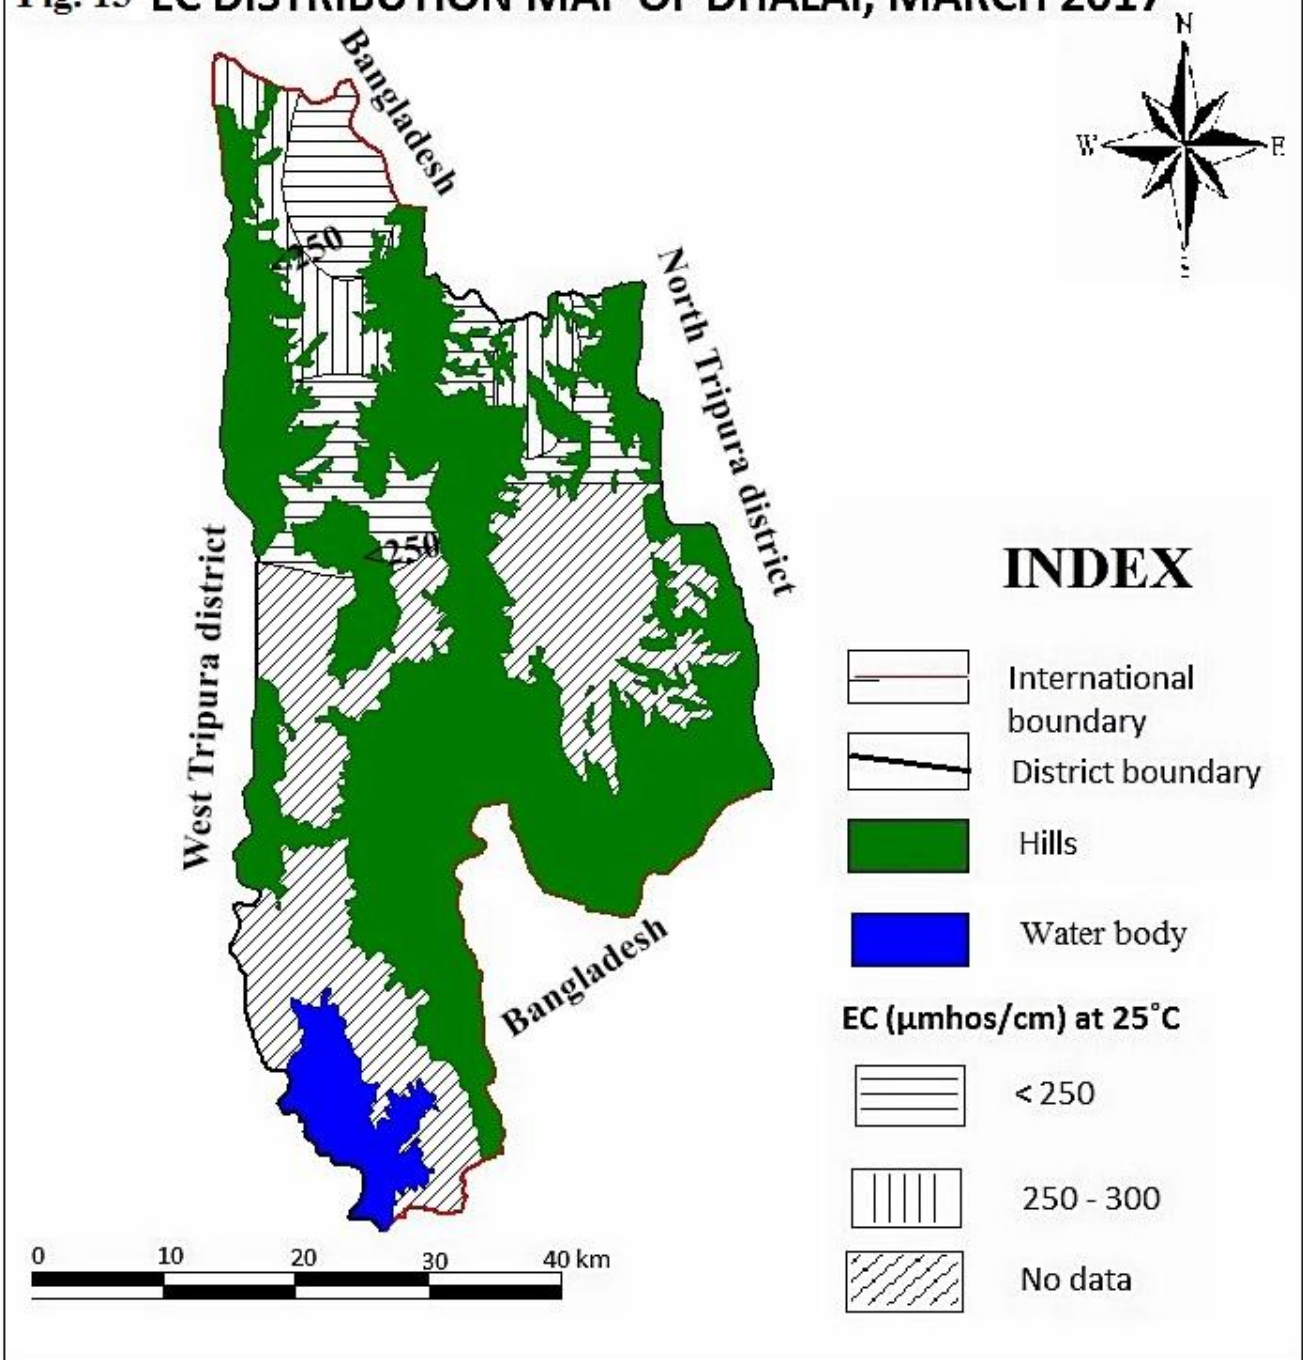 Fig. 13 EC DISTRIBUTION MAP OF DHALAI, MARCH 2017
N
W
E
S
Bangladesh
<250
North Tripura district
<250
West Tripura district
Bangladesh
INDEX
International
boundary
District boundary
Hills
Water body
EC (µmhos/cm) at 25°C
< 250
250 - 300
No data
0 10 20 30 40 km